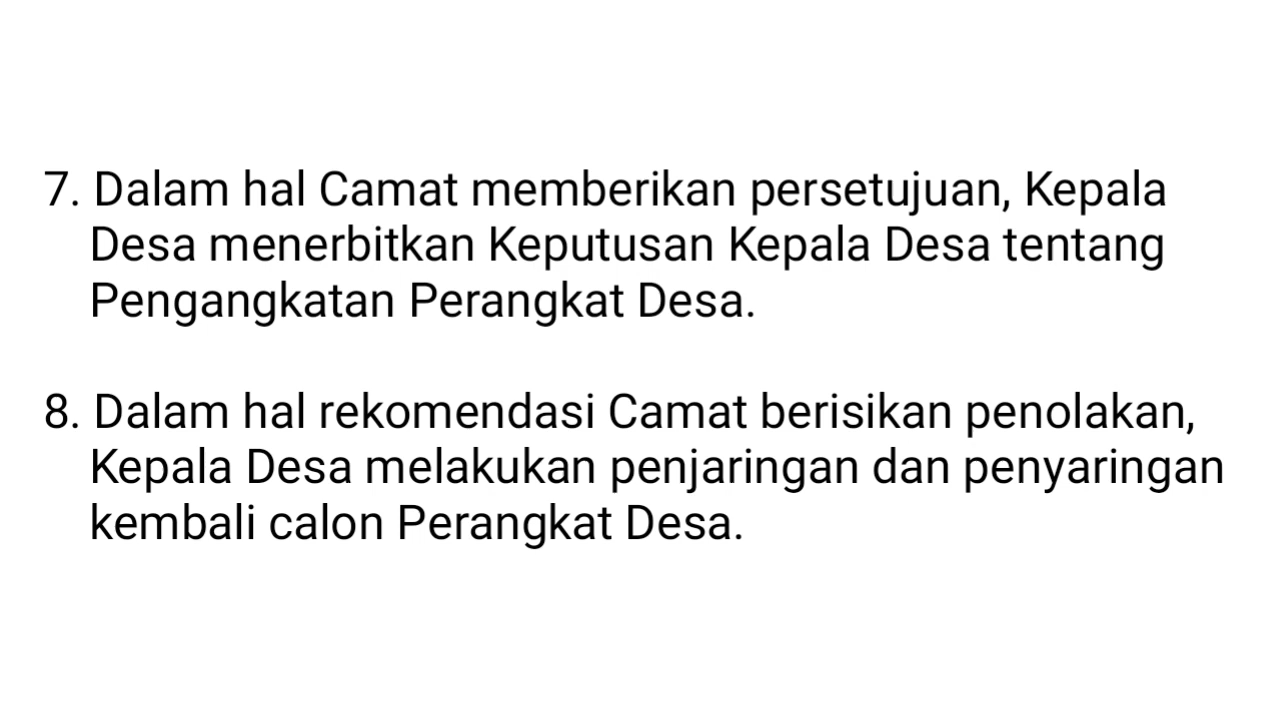 7. Dalam hal Camat memberikan persetujuan, Kepala
Desa menerbitkan Keputusan Kepala Desa tentang
Pengangkatan Perangkat Desa.
8. Dalam hal rekomendasi Camat berisikan penolakan,
Kepala Desa melakukan penjaringan dan penyaringan
kembali calon Perangkat Desa.